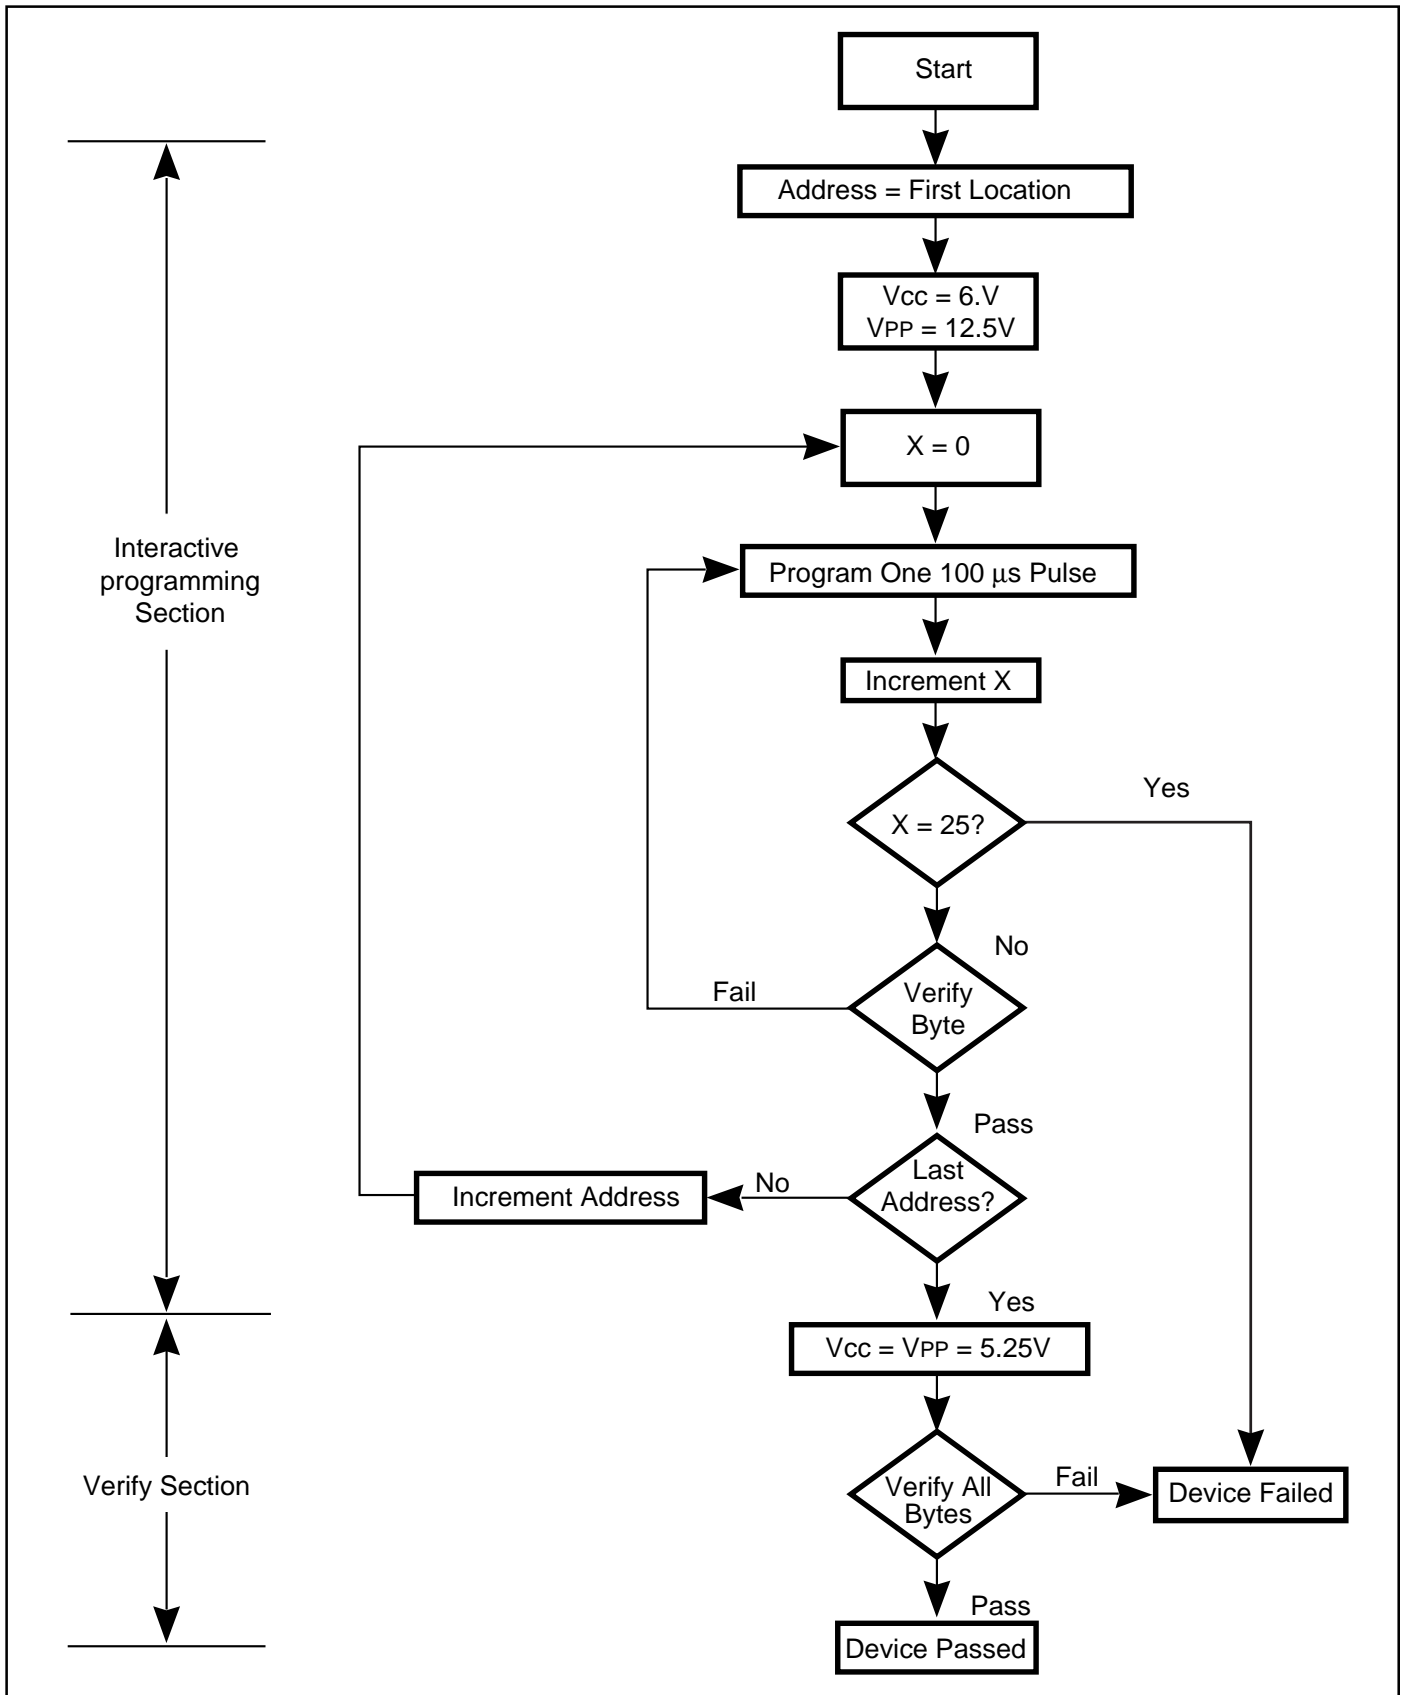 Start
Address = First Location
Vcc = 6.V
VPP = 12.5V
X = 0
Interactive
programming
Section
Program One 100 μs Pulse
Increment X
X = 25?
Yes
No
Verify
Byte
Fail
Pass
Last
Address?
No
Increment Address
Yes
Vcc = VPP = 5.25V
Verify Section
Verify All
Bytes
Fail
Device Failed
Pass
Device Passed